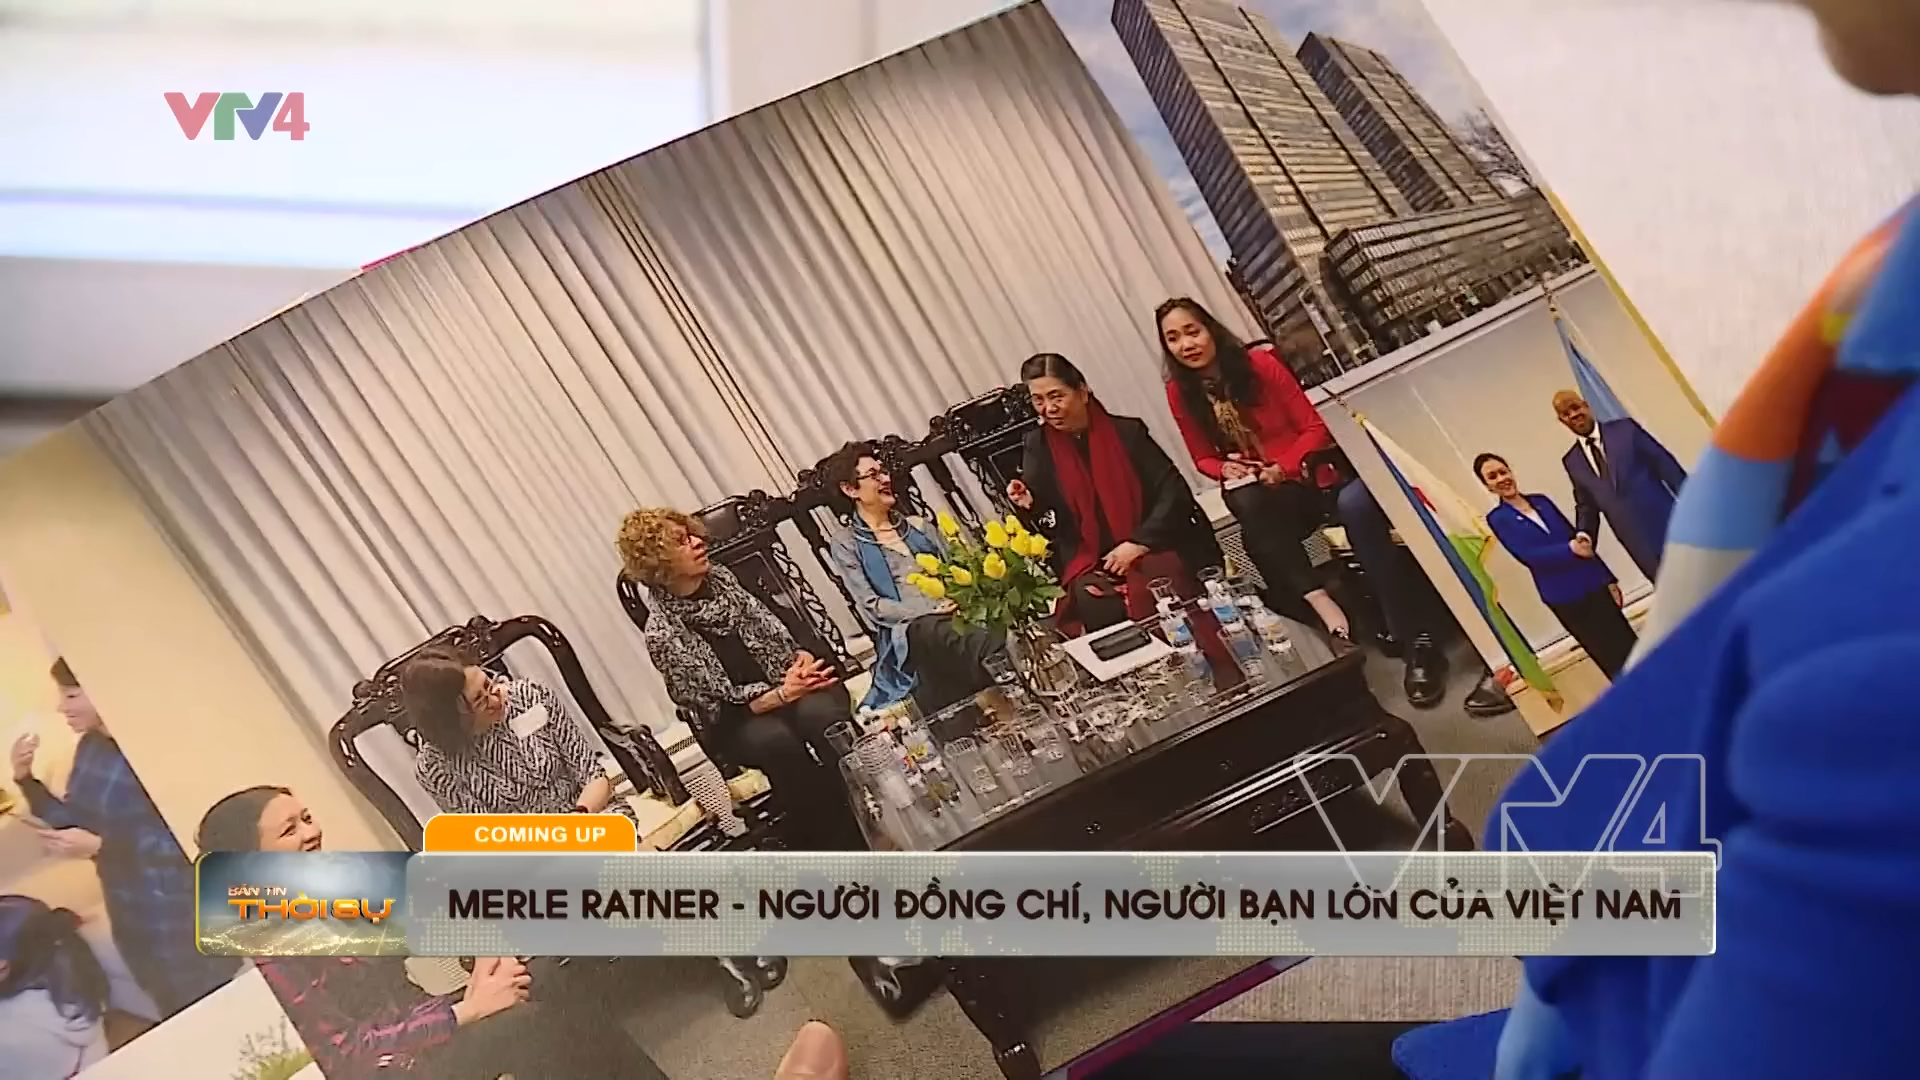 VTV4
COMING UP
BẢN TIN
THỜI SỰ
MERLE RATNER - NGƯỜI ĐỒNG CHÍ, NGƯỜI BẠN LỚN CỦA VIỆT NAM
VTV4